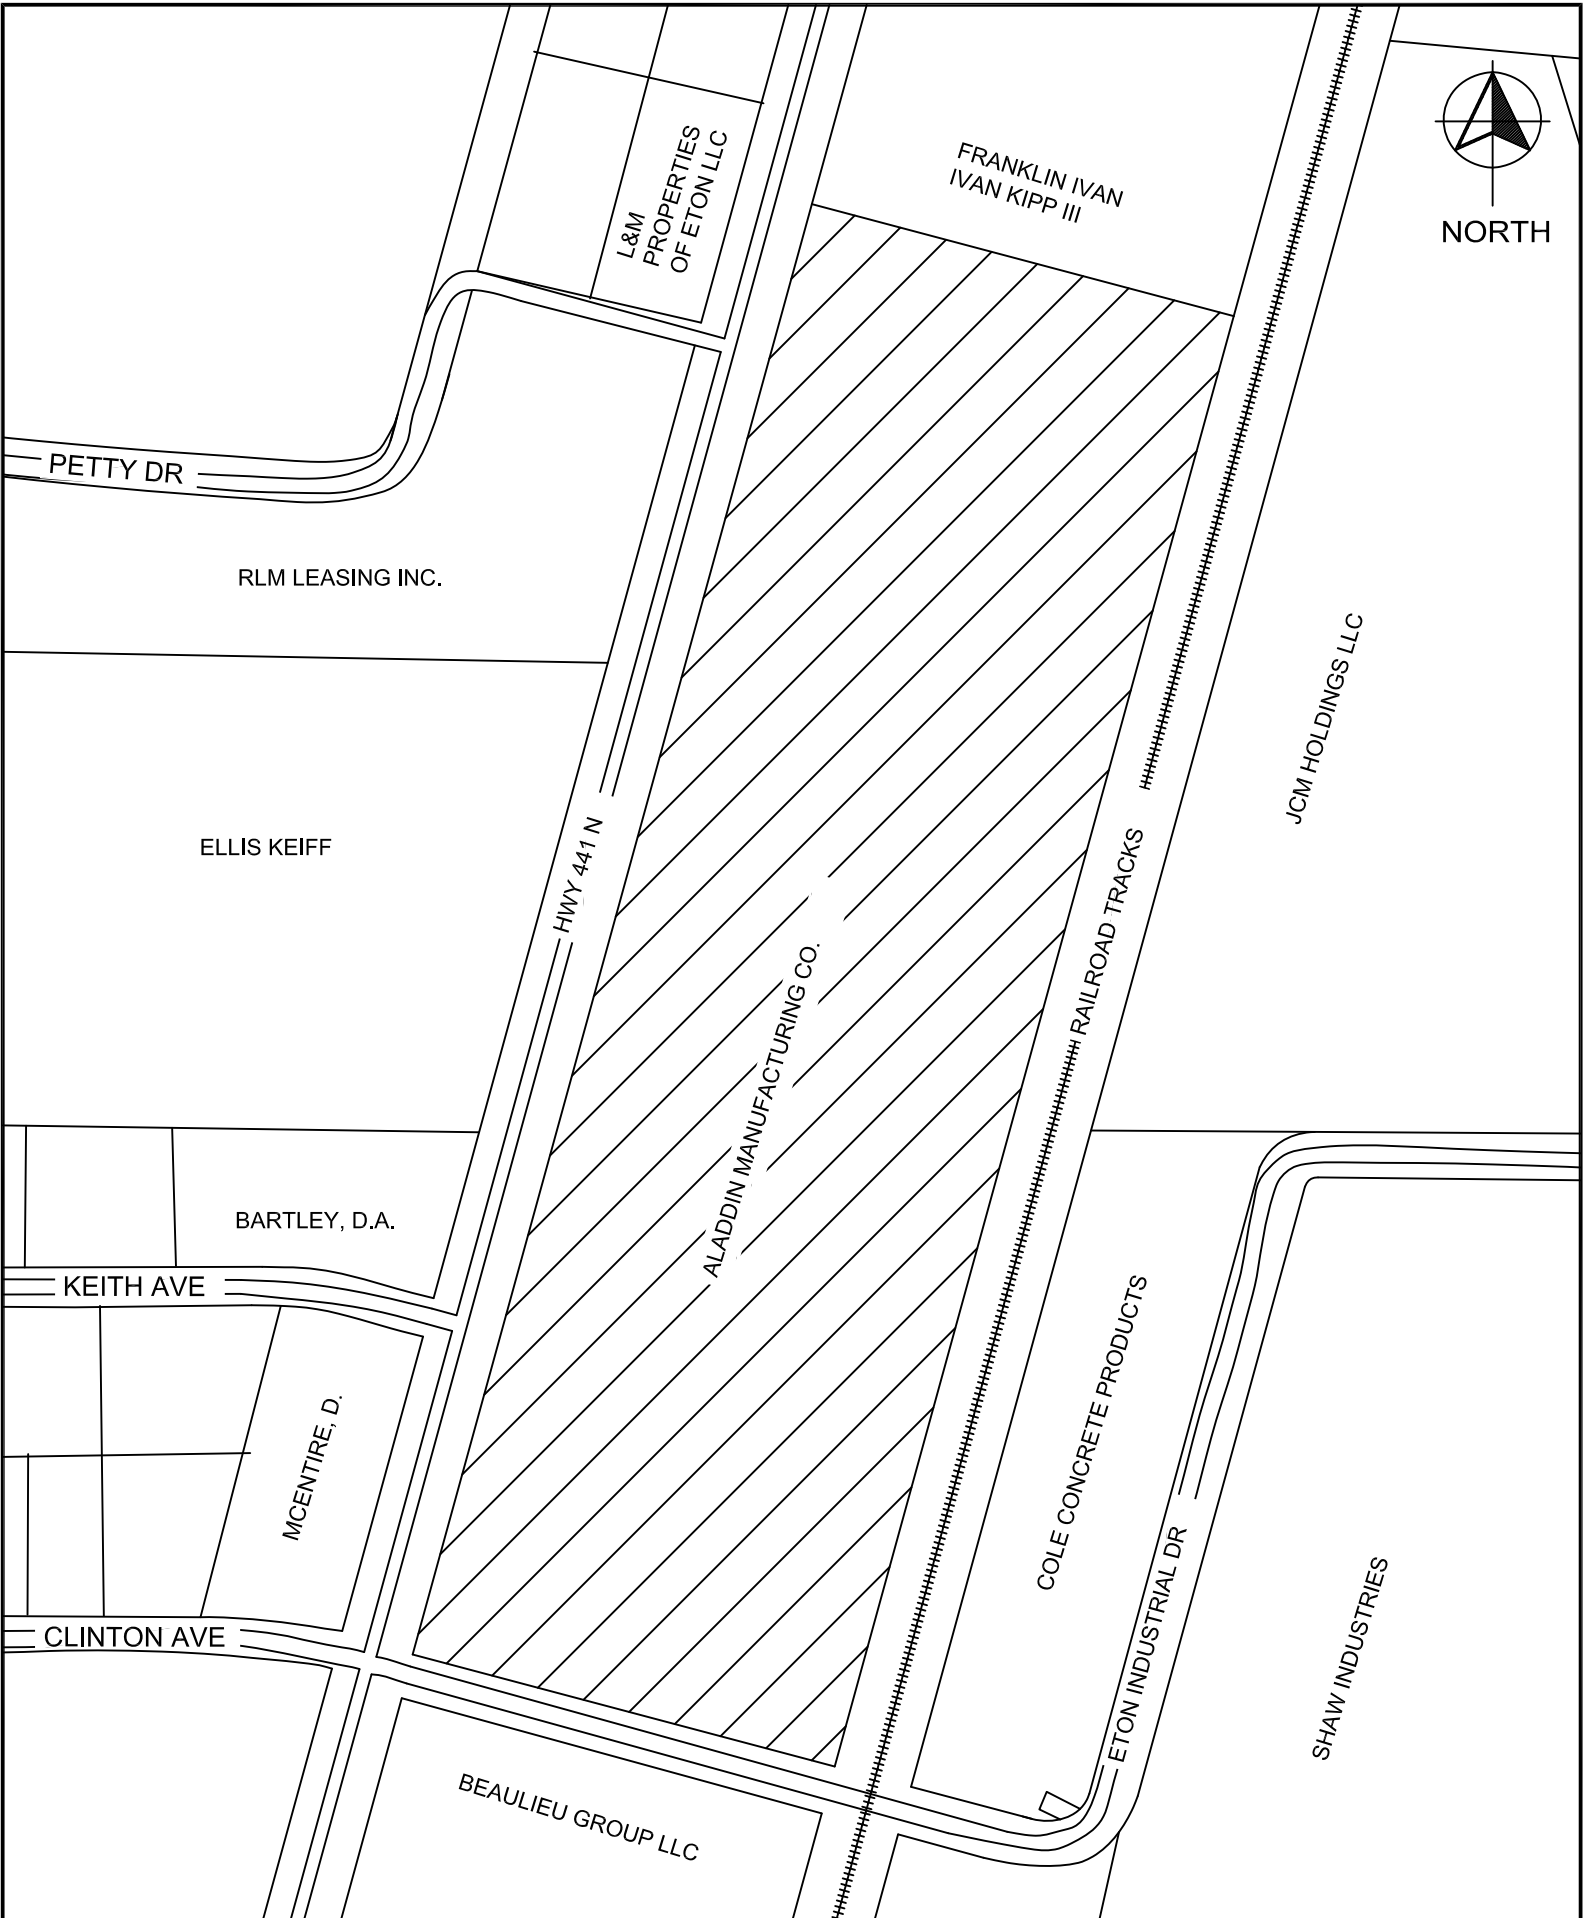 L&M
PROPERTIES
OF ETON LLC
FRANKLIN IVAN
IVAN KIPP III
NORTH
PETTY DR
RLM LEASING INC.
JCM HOLDINGS LLC
ELLIS KEIFF
HWY 441 N
RAILROAD TRACKS
ALADDIN MANUFACTURING CO.
BARTLEY, D.A.
KEITH AVE
MCENTIRE, D.
COLE CONCRETE PRODUCTS
ETON INDUSTRIAL DR
SHAW INDUSTRIES
CLINTON AVE
BEAULIEU GROUP LLC